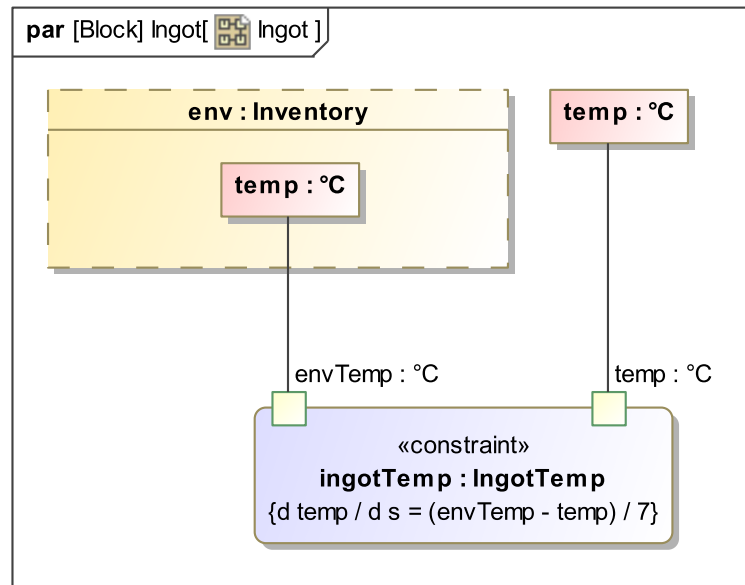 par [Block] Ingot[ Ingot ]
env : Inventory
temp : °C
temp : °C
envTemp : °C
temp : °C
«constraint»
ingotTemp : IngotTemp
{d temp / d s = (envTemp - temp) / 7}